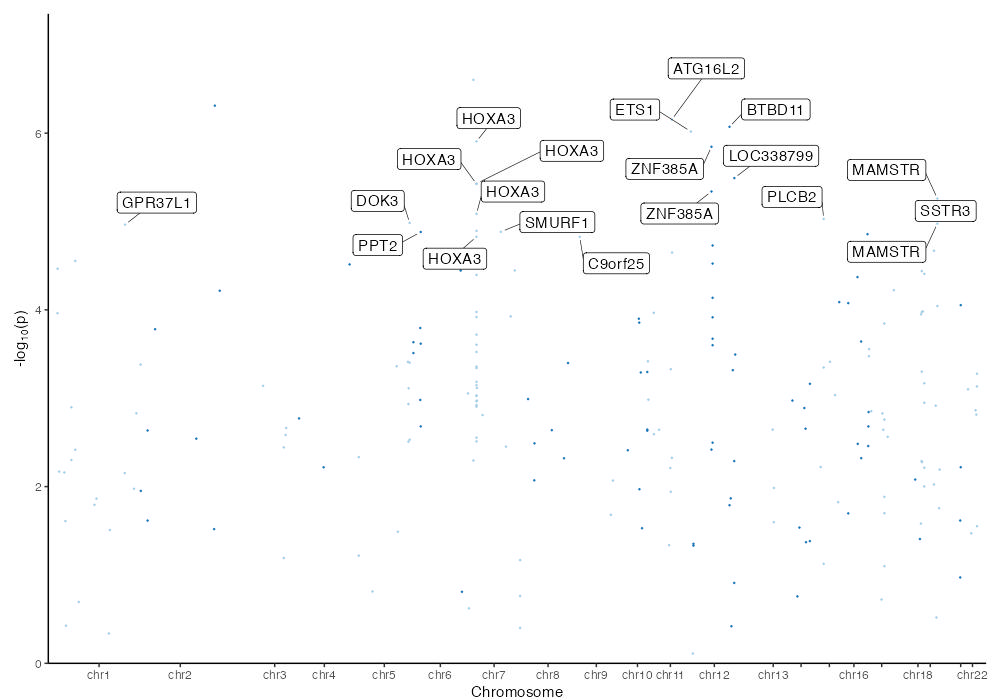 ATG16L2
ETS1
BTBD11
HOXA3
HOXA3
HOXA3
LOC338799
ZNF385A
MAMSTR
HOXA3
GPR37L1
DOK3
PLCB2
SSTR3
ZNF385A
SMURF1
PPT2
HOXA3
C9orf25
MAMSTR
6
4
2
0
-log10(p)
chr1 chr2 chr3 chr4 chr5 chr6 chr7 chr8 chr9 chr10 chr11 chr12 chr13 chr14 chr16 chr18 chr22
Chromosome